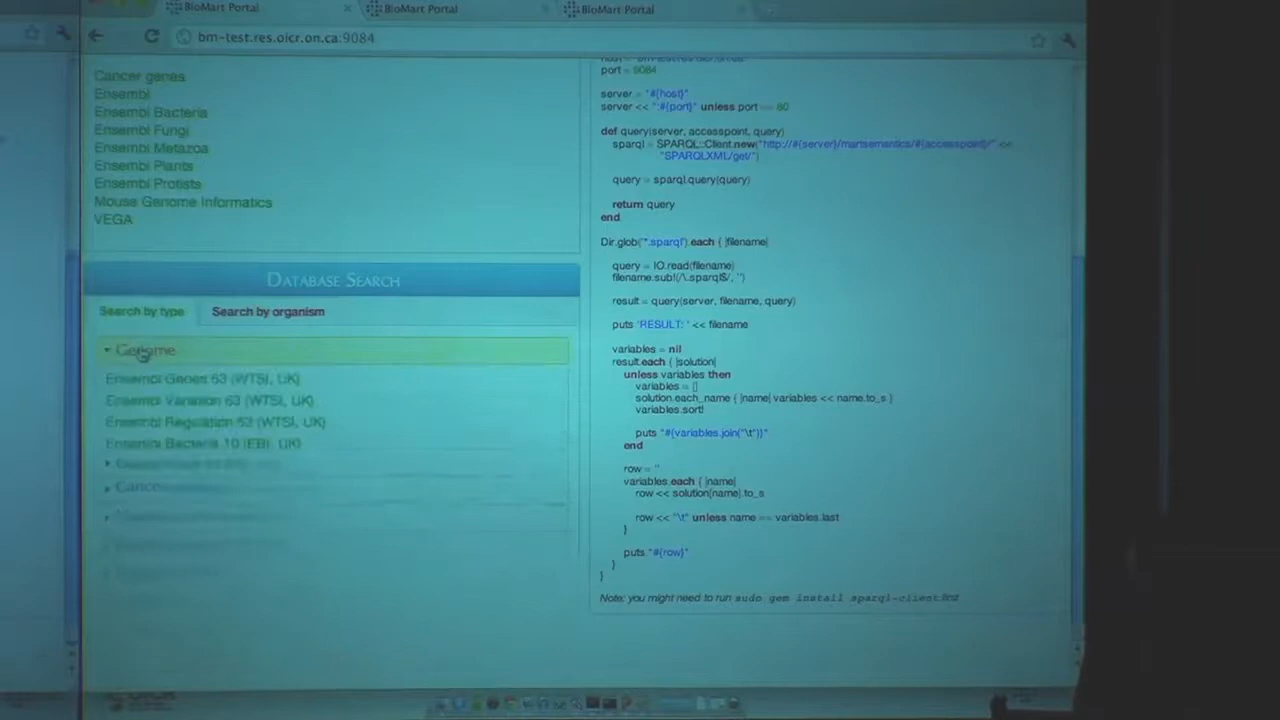 BioMart Portal
BioMart Portal
BioMart Portal
bm-test.res.oicr.on.ca:9084
Cancer genes
Ensembl
Ensembl Bacteria
Ensembl Fungi
Ensembl Metazoa
Ensembl Plants
Ensembl Protists
Mouse Genome Informatics
VEGA
DATABASE SEARCH
Search by type
Search by organism
Genome
Ensembl Genes 63 (WTSI, UK)
Ensembl Variation 63 (WTSI, UK)
Ensembl Regulation 63 (WTSI, UK)
Ensembl Bacteria 10 (EBI, UK)
port = 9084
server = "#{host}"
server << ":#{port}" unless port == 80
def query(server, accesspoint, query)
sparql = SPARQL::Client.new("http://#{server}/martsemantics/#{accesspoint}/" <<
"SPARQLXML/get/")
query = sparql.query(query)
return query
end
Dir.glob('*.sparql').each { |filename|
query = IO.read(filename)
filename.sub!(/\.sparql$/, '')
result = query(server, filename, query)
puts 'RESULT: ' << filename
variables = nil
result.each { |solution|
unless variables then
variables = []
solution.each_name { |name| variables << name.to_s }
variables.sort!
puts "#{variables.join("\t")}"
end
row = ''
variables.each { |name|
row << solution[name].to_s
row << "\t" unless name == variables.last
}
puts "#{row}"
}
}
Note: you might need to run sudo gem install sparql-client first